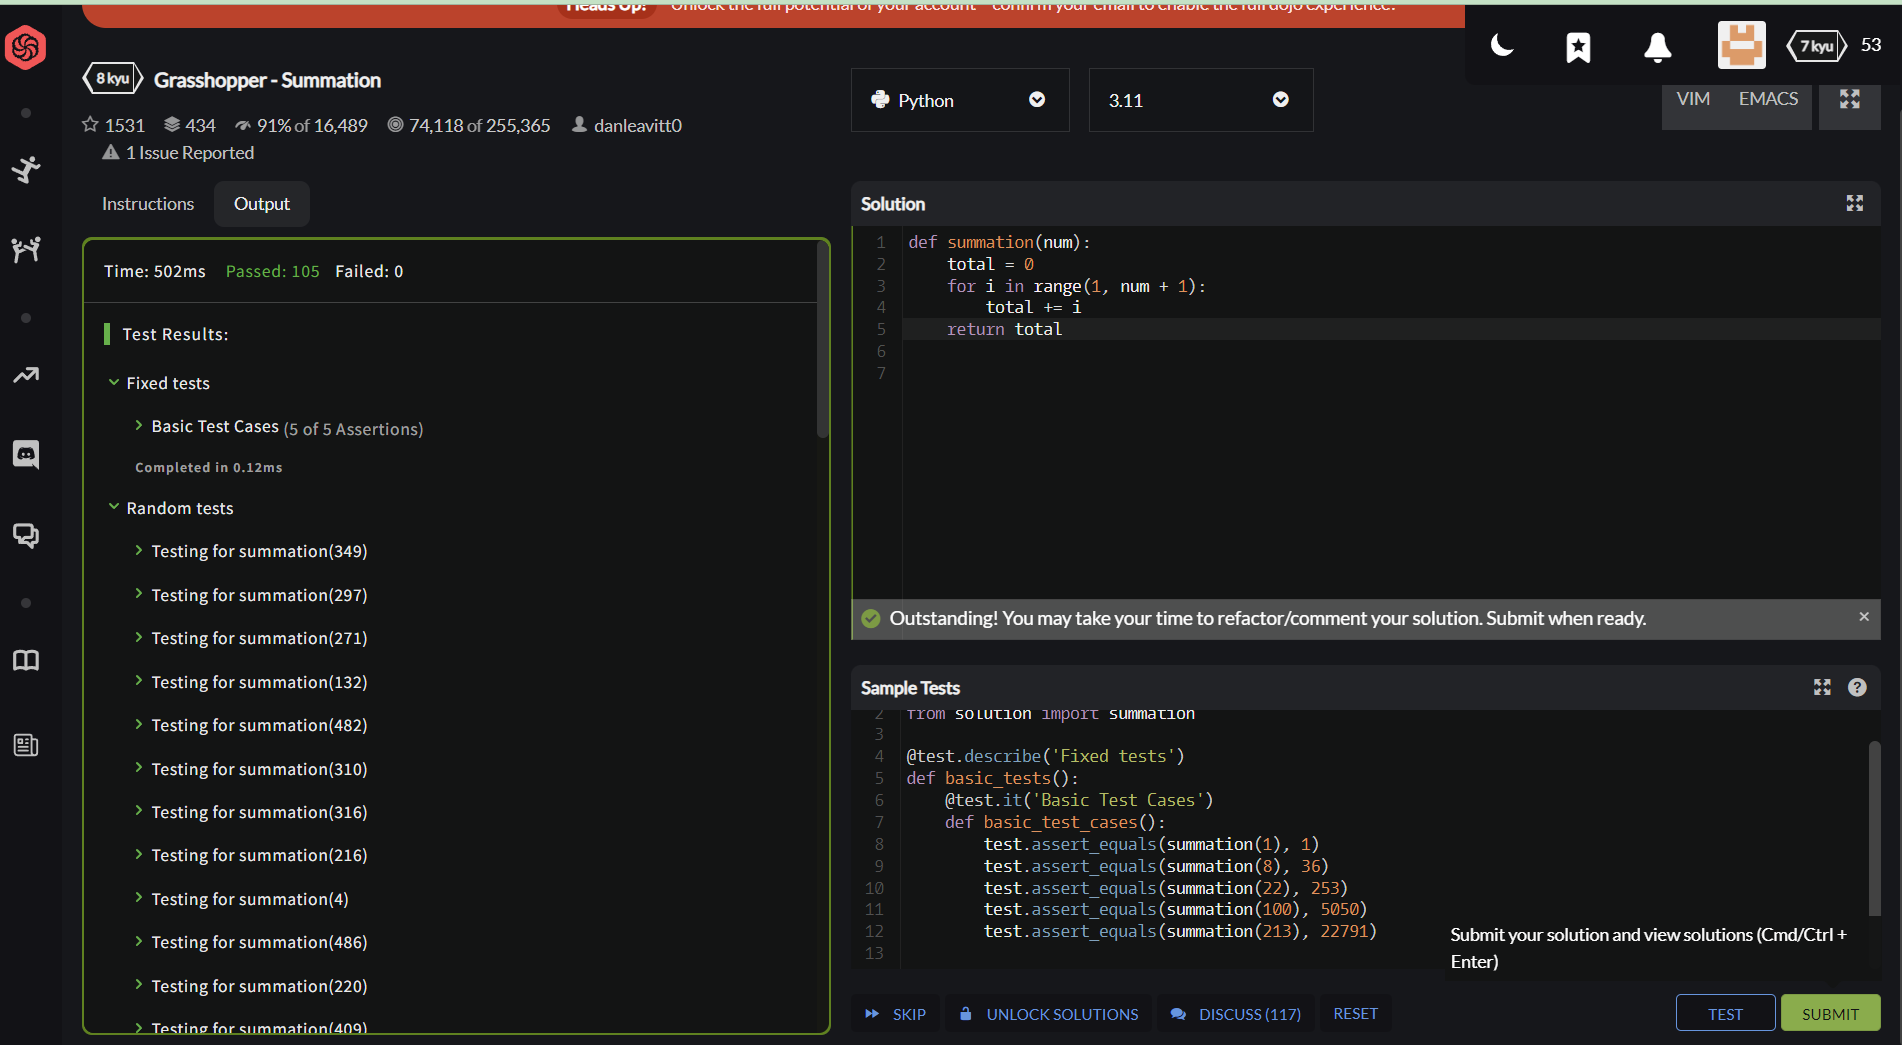 Heads Up! Unlock the full potential of your account - confirm your email to enable the full dojo experience.
7 kyu 53
8 kyu Grasshopper - Summation
1531 434 91% of 16,489 74,118 of 255,365 danleavitt0
1 Issue Reported
Python
3.11
VIM EMACS
Instructions Output
Time: 502ms Passed: 105 Failed: 0
Test Results:
Fixed tests
Basic Test Cases (5 of 5 Assertions)
Completed in 0.12ms
Random tests
Testing for summation(349)
Testing for summation(297)
Testing for summation(271)
Testing for summation(132)
Testing for summation(482)
Testing for summation(310)
Testing for summation(316)
Testing for summation(216)
Testing for summation(4)
Testing for summation(486)
Testing for summation(220)
Testing for summation(409)
Solution
1 def summation(num):
2     total = 0
3     for i in range(1, num + 1):
4         total += i
5     return total
6
7
Outstanding! You may take your time to refactor/comment your solution. Submit when ready.
Sample Tests
2 from solution import summation
3
4 @test.describe('Fixed tests')
5 def basic_tests():
6     @test.it('Basic Test Cases')
7     def basic_test_cases():
8         test.assert_equals(summation(1), 1)
9         test.assert_equals(summation(8), 36)
10         test.assert_equals(summation(22), 253)
11         test.assert_equals(summation(100), 5050)
12         test.assert_equals(summation(213), 22791)
13
Submit your solution and view solutions (Cmd/Ctrl +
Enter)
SKIP UNLOCK SOLUTIONS DISCUSS (117) RESET TEST SUBMIT